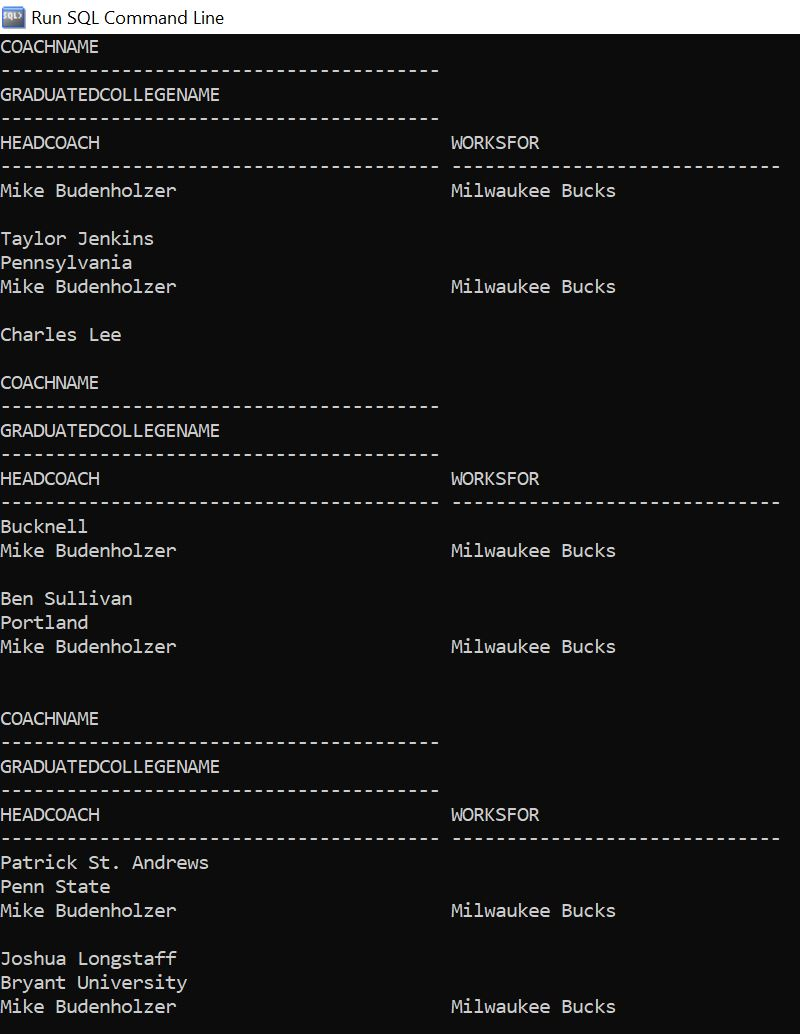 Run SQL Command Line
COACHNAME
----------------------------------------
GRADUATEDCOLLEGENAME
----------------------------------------
HEADCOACH                                WORKSFOR
---------------------------------------- ------------------------------
Mike Budenholzer                         Milwaukee Bucks

Taylor Jenkins
Pennsylvania
Mike Budenholzer                         Milwaukee Bucks

Charles Lee

COACHNAME
----------------------------------------
GRADUATEDCOLLEGENAME
----------------------------------------
HEADCOACH                                WORKSFOR
---------------------------------------- ------------------------------
Bucknell
Mike Budenholzer                         Milwaukee Bucks

Ben Sullivan
Portland
Mike Budenholzer                         Milwaukee Bucks


COACHNAME
----------------------------------------
GRADUATEDCOLLEGENAME
----------------------------------------
HEADCOACH                                WORKSFOR
---------------------------------------- ------------------------------
Patrick St. Andrews
Penn State
Mike Budenholzer                         Milwaukee Bucks

Joshua Longstaff
Bryant University
Mike Budenholzer                         Milwaukee Bucks